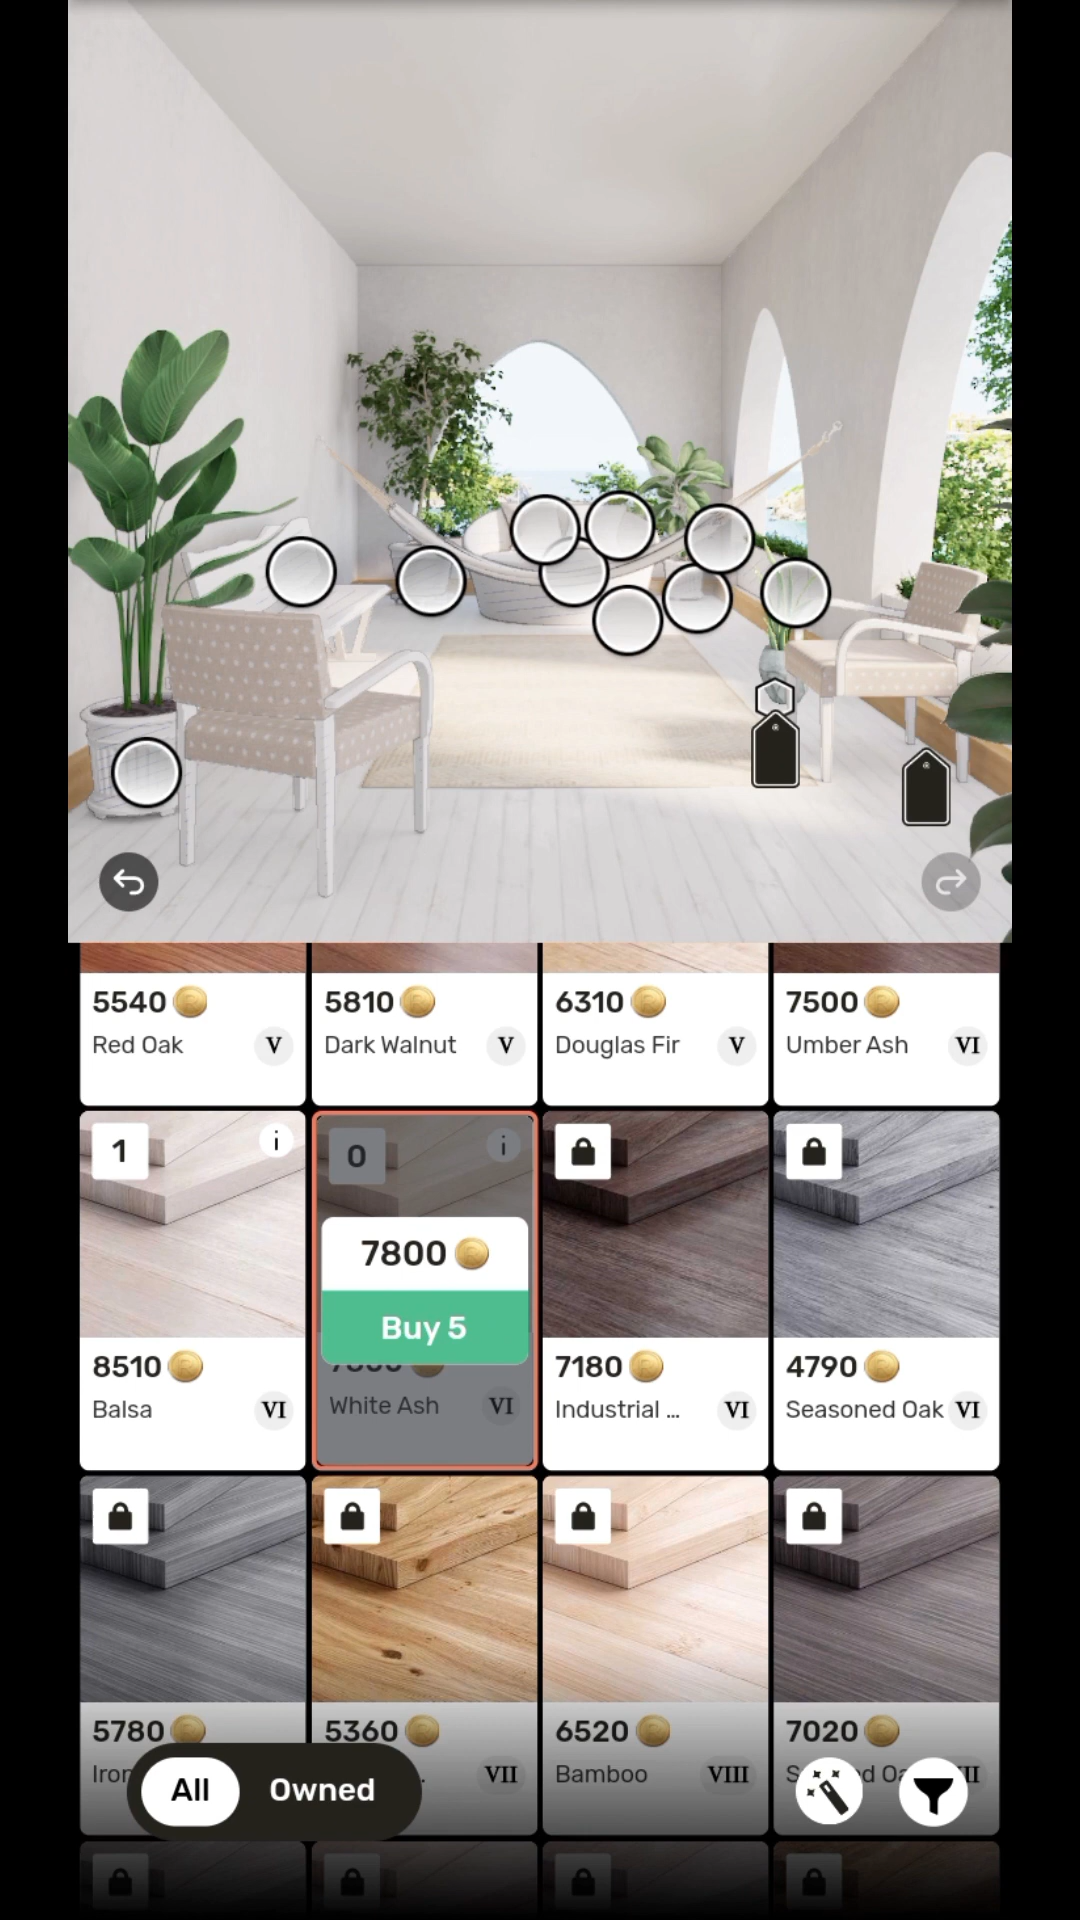 5540
5810
6310
7500
Red Oak V
Dark Walnut V
Douglas Fir V
Umber Ash VI
1 i
0 i
7800
Buy 5
8510
7180
4790
Balsa VI
White Ash VI
Industrial ... VI
Seasoned Oak VI
5780
5360
6520
7020
VII
Bamboo VIII
All Owned